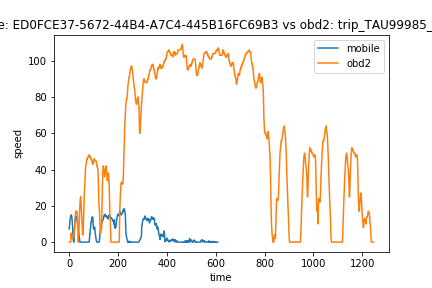 e: ED0FCE37-5672-44B4-A7C4-445B16FC69B3 vs obd2: trip_TAU99985_
mobile
obd2
100
80
60
40
20
0
speed
0 200 400 600 800 1000 1200
time